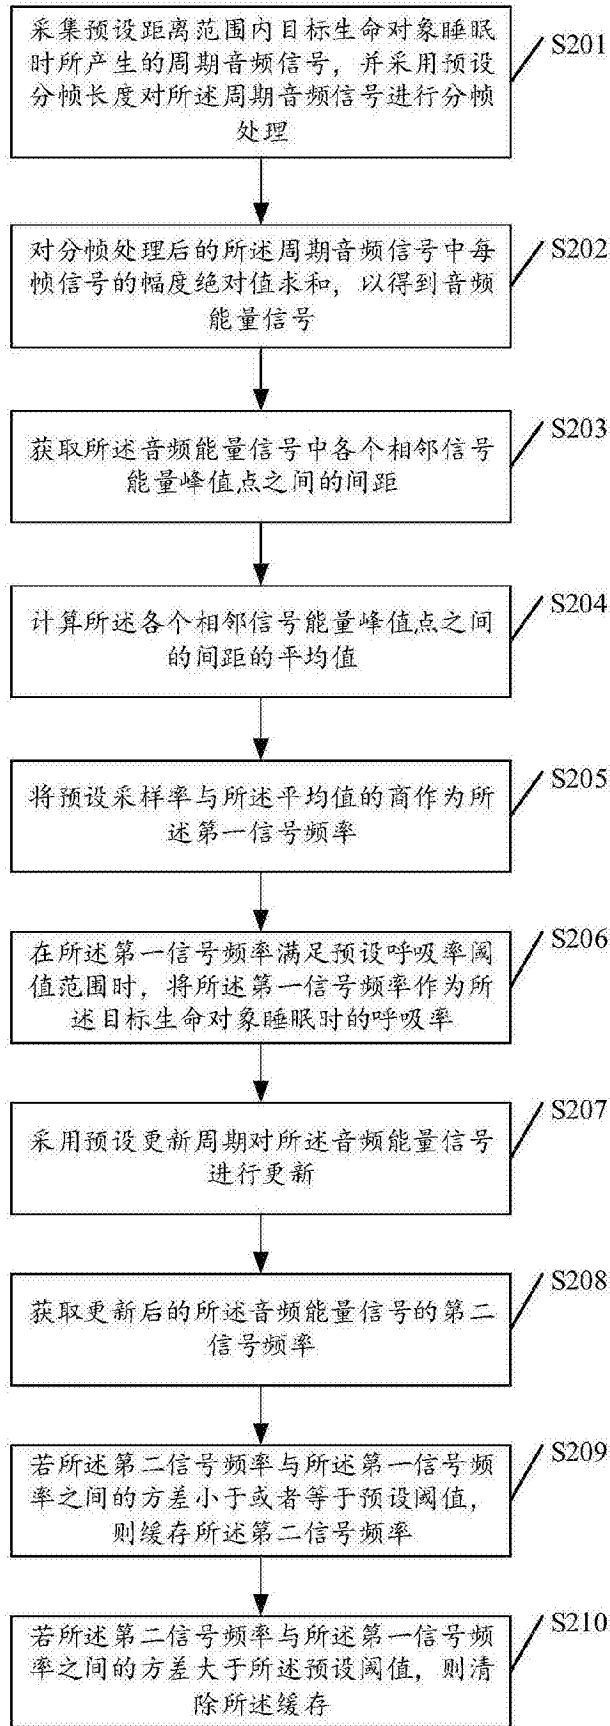 采集预设距离范围内目标生命对象睡眠
时所产生的周期音频信号，并采用预设
分帧长度对所述周期音频信号进行分帧
处理
S201
对分帧处理后的所述周期音频信号中每
帧信号的幅度绝对值求和，以得到音频
能量信号
S202
获取所述音频能量信号中各个相邻信号
能量峰值点之间的间距
S203
计算所述各个相邻信号能量峰值点之间
的间距的平均值
S204
将预设采样率与所述平均值的商作为所
述第一信号频率
S205
在所述第一信号频率满足预设呼吸率阈
值范围时，将所述第一信号频率作为所
述目标生命对象睡眠时的呼吸率
S206
采用预设更新周期对所述音频能量信号
进行更新
S207
获取更新后的所述音频能量信号的第二
信号频率
S208
若所述第二信号频率与所述第一信号频
率之间的方差小于或者等于预设阈值，
则缓存所述第二信号频率
S209
若所述第二信号频率与所述第一信号频
率之间的方差大于所述预设阈值，则清
除所述缓存
S210